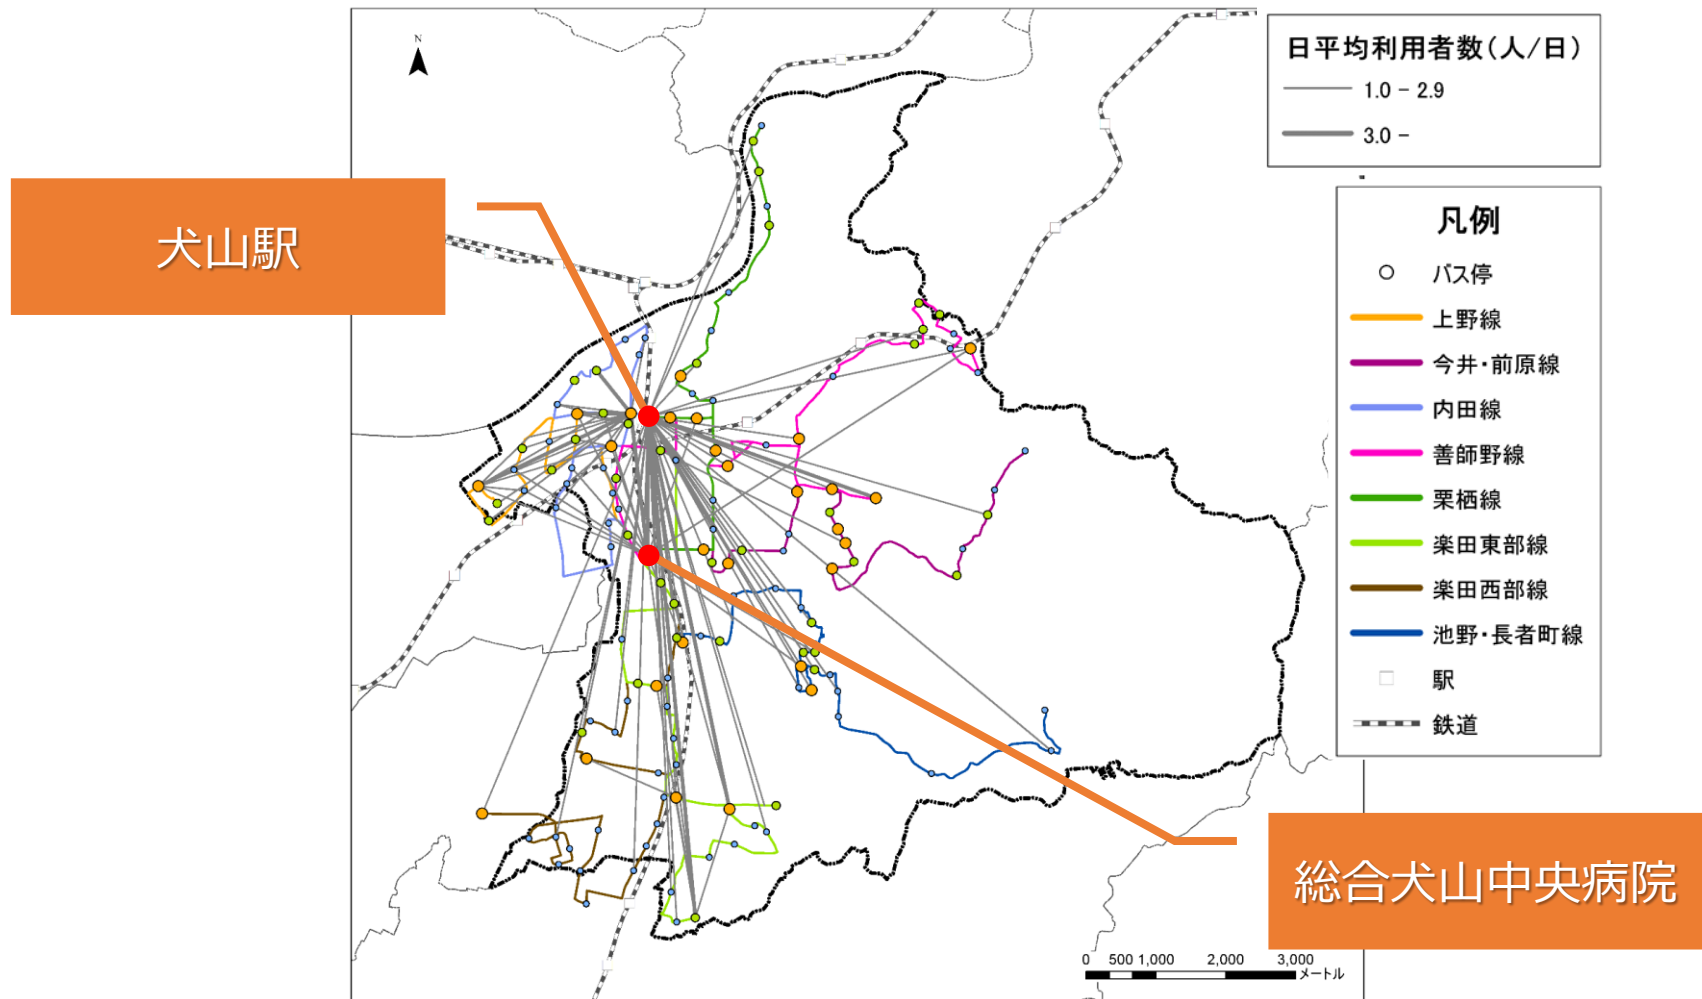 N
日平均利用者数(人/日)
1.0 - 2.9
3.0 -
犬山駅
凡例
バス停
上野線
今井・前原線
内田線
善師野線
栗栖線
楽田東部線
楽田西部線
池野・長者町線
駅
鉄道
総合犬山中央病院
0 500 1,000 2,000 3,000
メートル